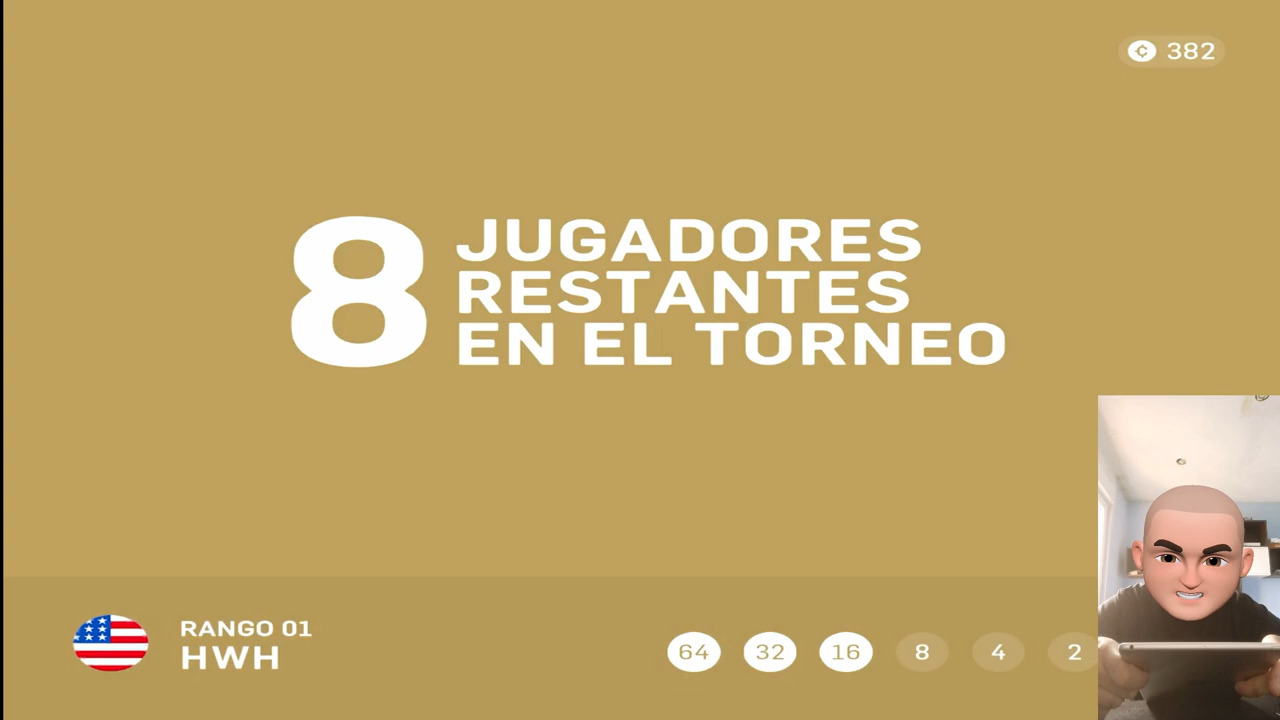 382
8
JUGADORES
RESTANTES
EN EL TORNEO
RANGO 01
HWH
64 32 16 8 4 2